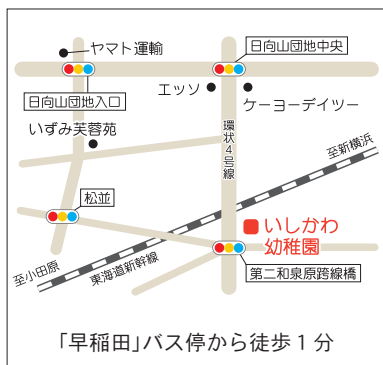 ヤマト運輸
日向山団地中央
エッソ
日向山団地入口
ケーヨーデイツー
いずみ芙蓉苑
環状4号線
至新横浜
松並
いしかわ
幼稚園
至小田原
東海道新幹線
第二和泉原跨線橋
「早稲田」バス停から徒歩1分